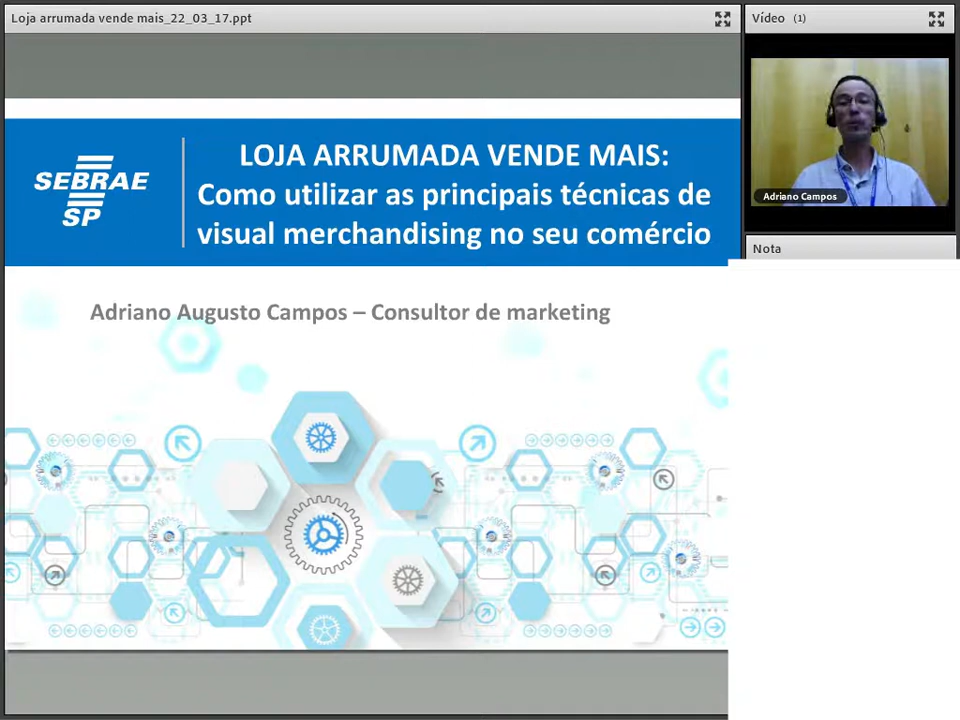 Loja arrumada vende mais_22_03_17.ppt
Vídeo (1)
SEBRAE
SP
LOJA ARRUMADA VENDE MAIS:
Como utilizar as principais técnicas de
visual merchandising no seu comércio
Adriano Campos
Nota
Adriano Augusto Campos – Consultor de marketing